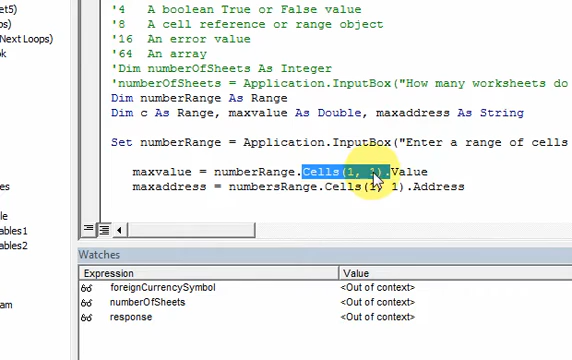 et5)
os)
Next Loops)
ok
es
le
ables1
ables2
am
'4 A boolean True or False value
'8 A cell reference or range object
'16 An error value
'64 An array
'Dim numberOfSheets As Integer
'numberOfSheets = Application.InputBox("How many worksheets do
Dim numberRange As Range
Dim c As Range, maxvalue As Double, maxaddress As String
Set numberRange = Application.InputBox("Enter a range of cells
maxvalue = numberRange.Cells(1, 1).Value
maxaddress = numbersRange.Cells(1, 1).Address
Watches
Expression Value
foreignCurrencySymbol <Out of context>
numberOfSheets <Out of context>
response <Out of context>